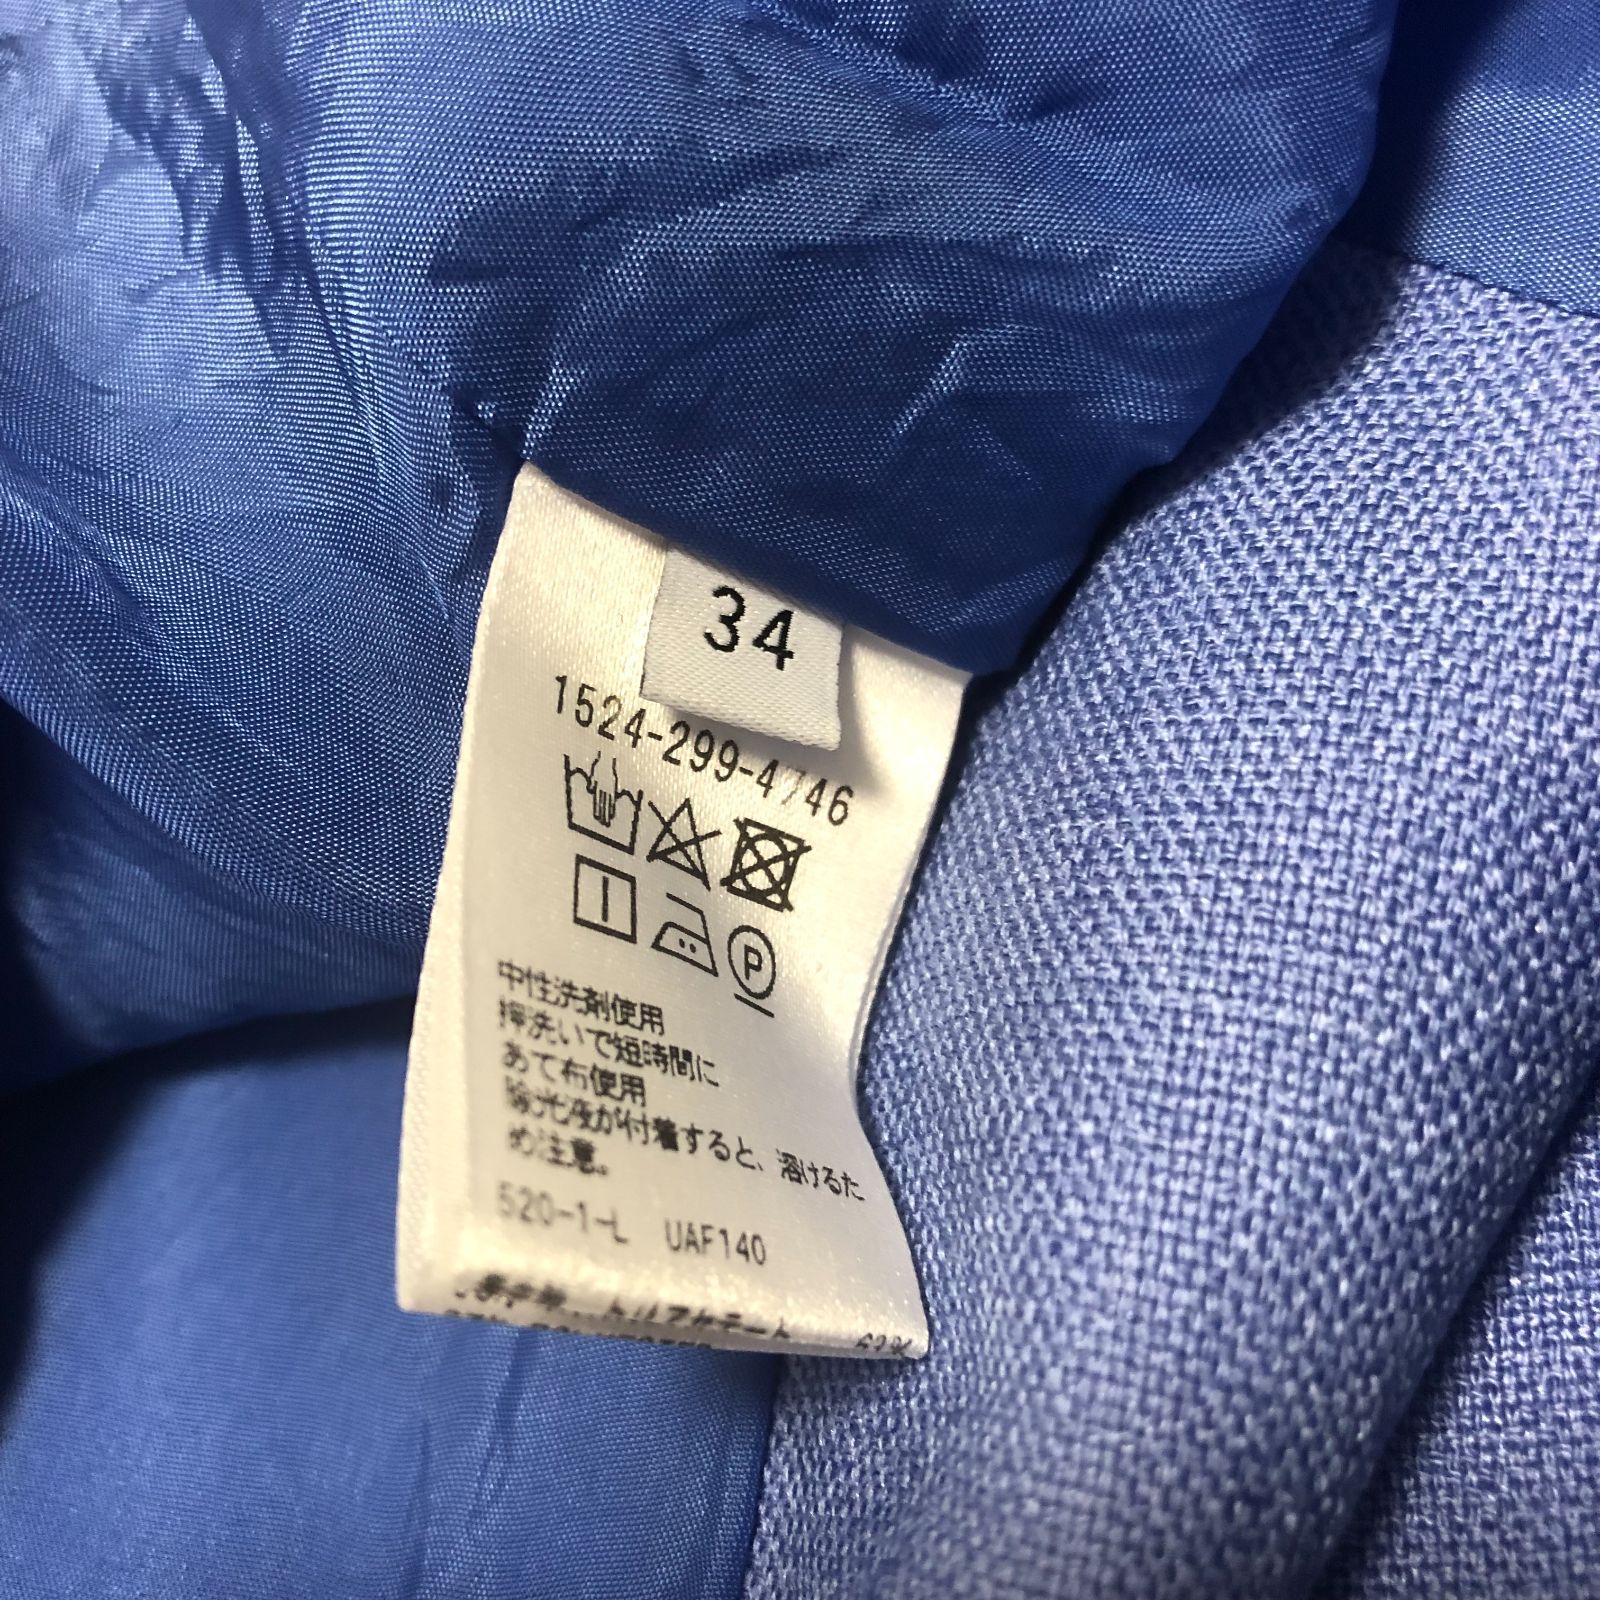 34
1524-299-4746
P
中性洗剤使用
押洗いで短時間に
あて布使用
除光液が付着すると、溶けるた
め注意。
520-1-L UAF140